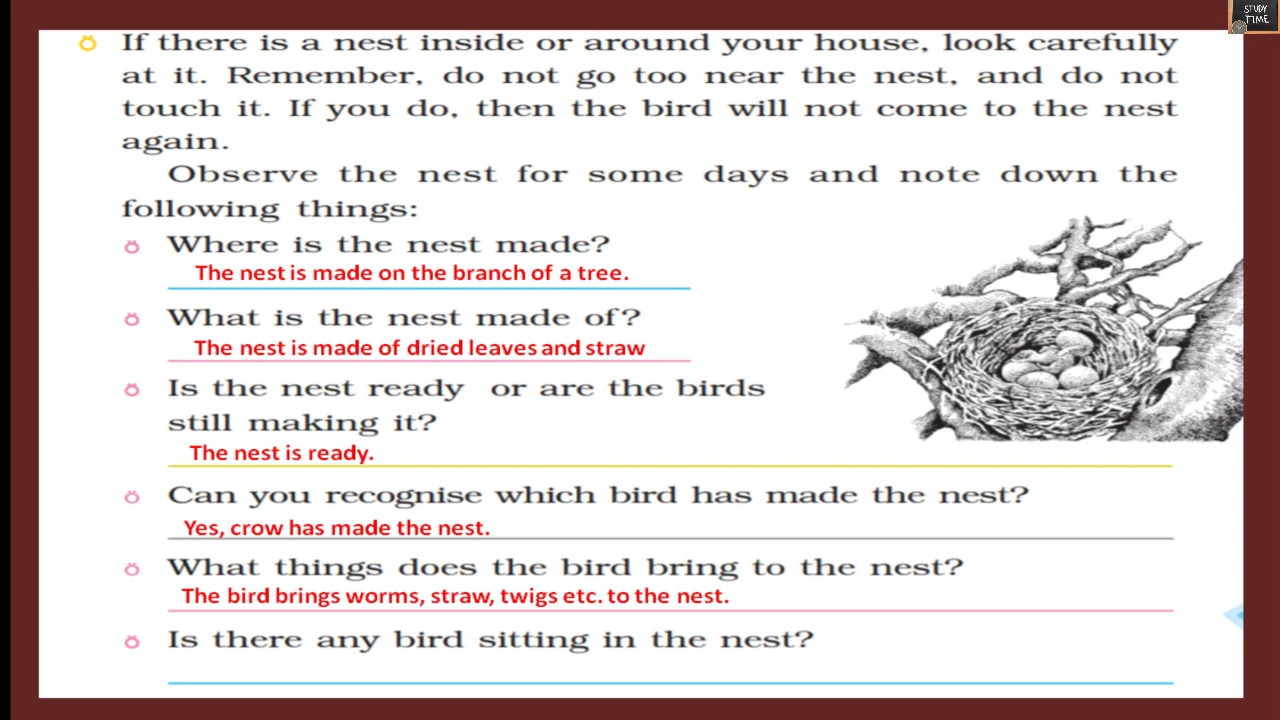 STUDY
TIME
If there is a nest inside or around your house, look carefully
at it. Remember, do not go too near the nest, and do not
touch it. If you do, then the bird will not come to the nest
again.
Observe the nest for some days and note down the
following things:
Where is the nest made?
The nest is made on the branch of a tree.
What is the nest made of?
The nest is made of dried leaves and straw
Is the nest ready or are the birds
still making it?
The nest is ready.
Can you recognise which bird has made the nest?
Yes, crow has made the nest.
What things does the bird bring to the nest?
The bird brings worms, straw, twigs etc. to the nest.
Is there any bird sitting in the nest?